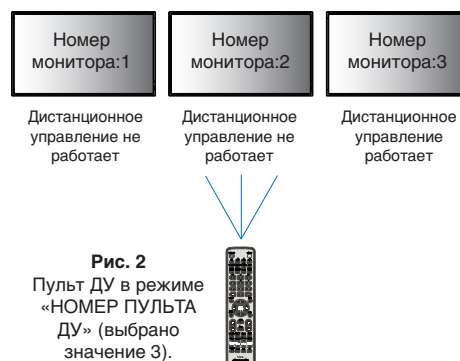 Номер
монитора:1
Номер
монитора:2
Номер
монитора:3
Дистанционное
управление не
работает
Дистанционное
управление не
работает
Дистанционное
управление
работает
Рис. 2
Пульт ДУ в режиме
«НОМЕР ПУЛЬТА
ДУ» (выбрано
значение 3).